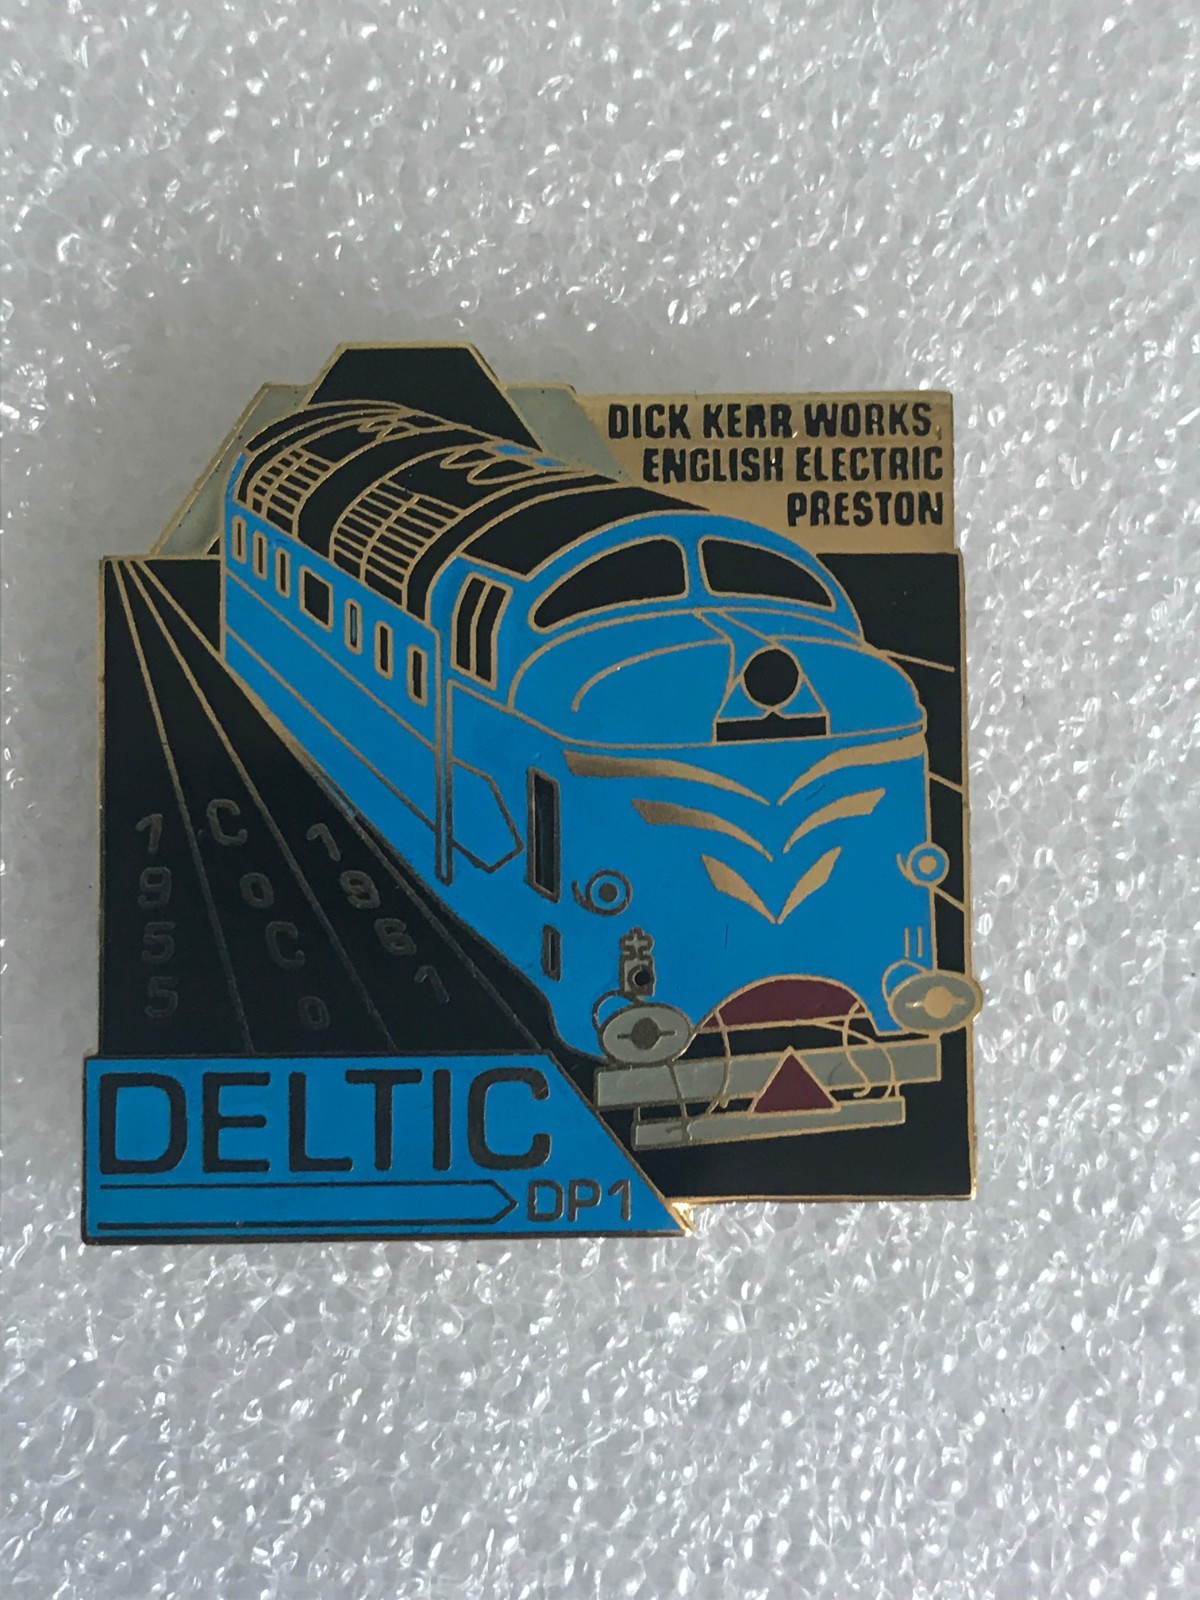 DICK KERR WORKS,
ENGLISH ELECTRIC
PRESTON
1955
CoCo
1961
DELTIC
DP1